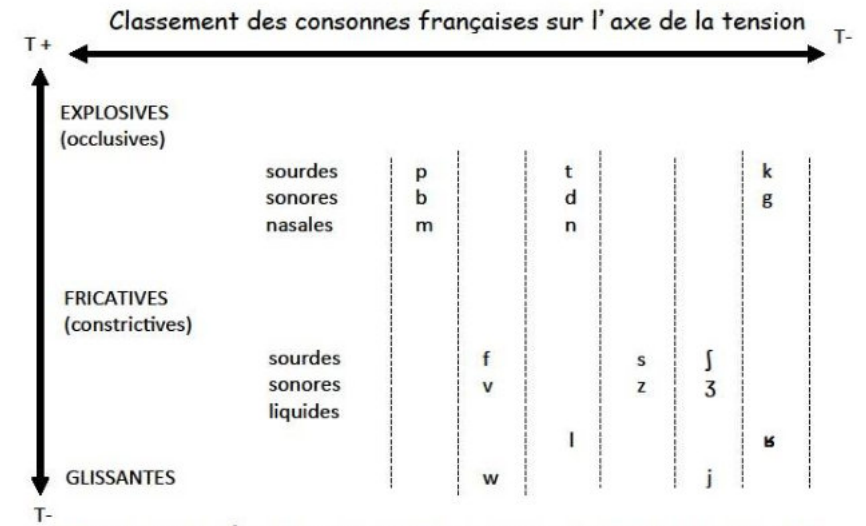 Classement des consonnes françaises sur l'axe de la tension
T+ T-
EXPLOSIVES
(occlusives)
sourdes p t k
sonores b d g
nasales m n
FRICATIVES
(constrictives)
sourdes f s ʃ
sonores v z ʒ
liquides
l ʁ
GLISSANTES w j
T-